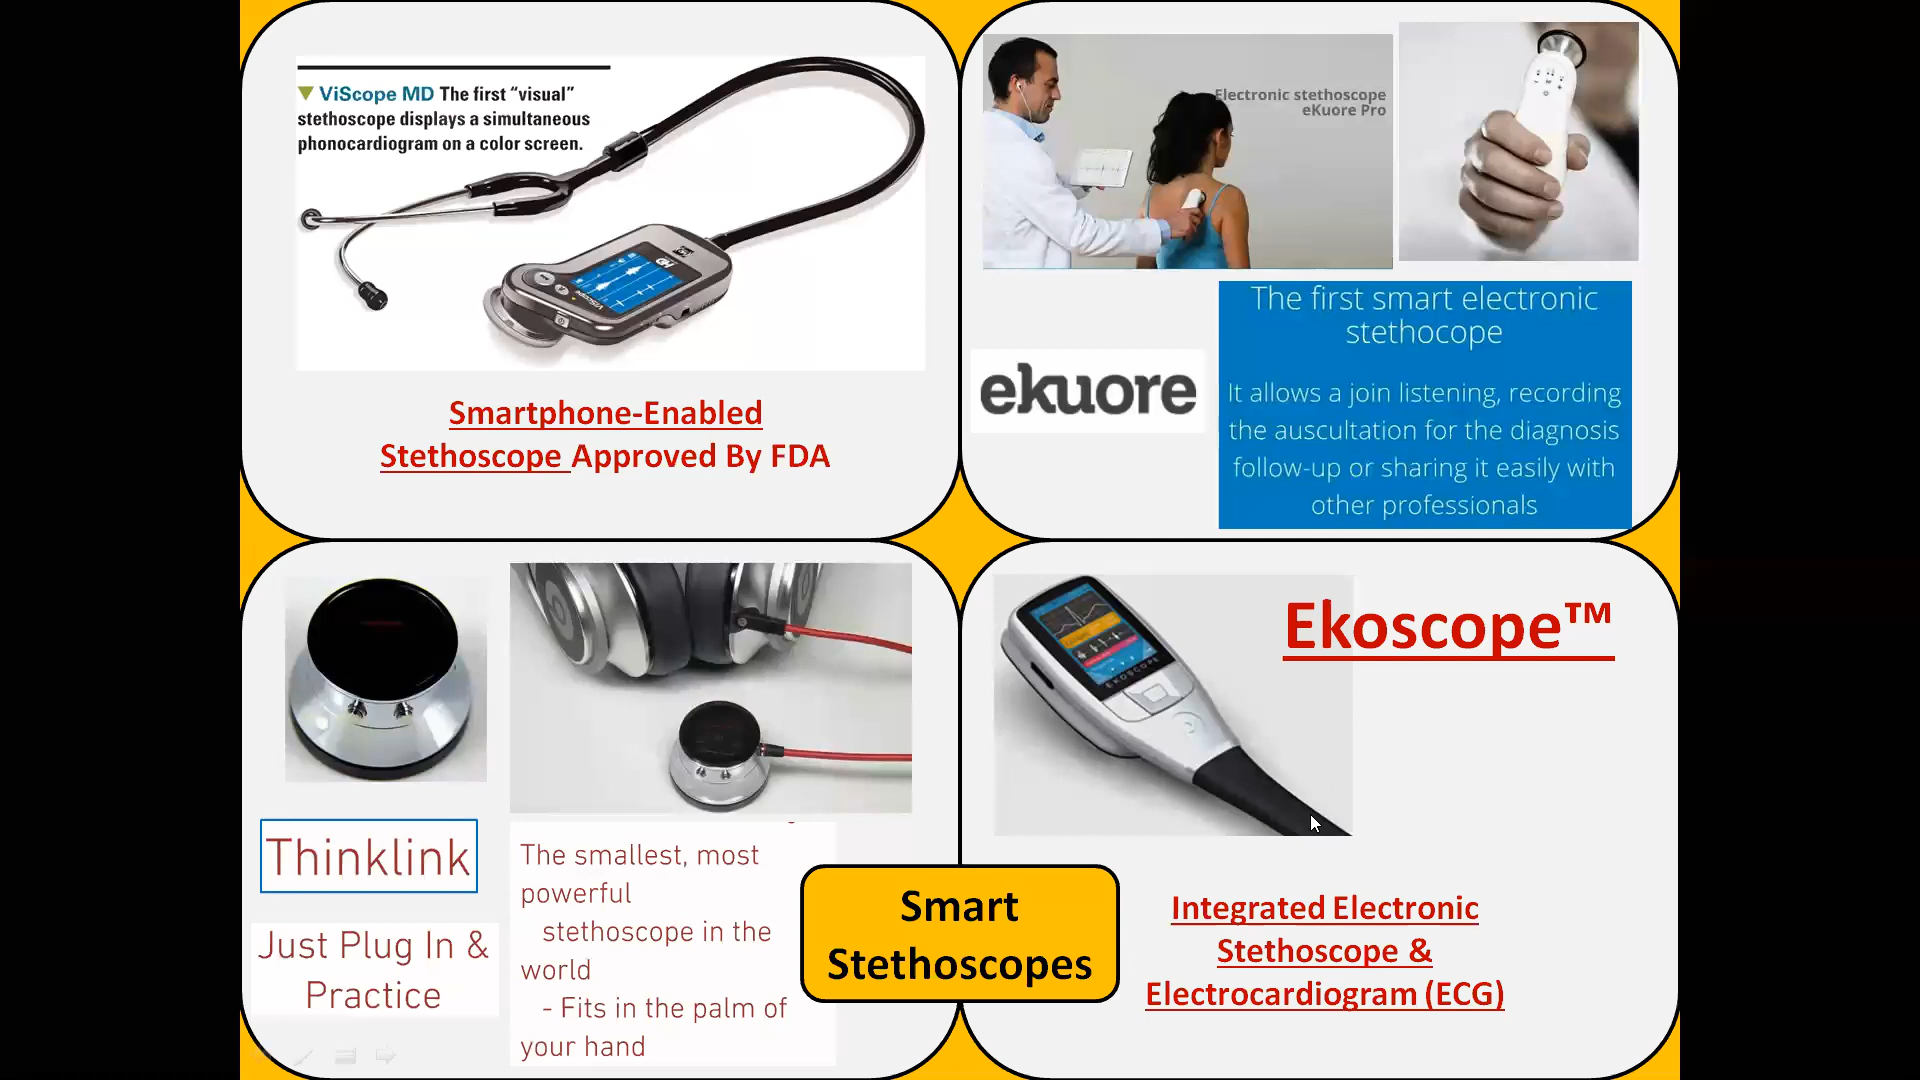 ▼ ViScope MD The first “visual”
stethoscope displays a simultaneous
phonocardiogram on a color screen.
Smartphone-Enabled
Stethoscope Approved By FDA
Electronic stethoscope
eKuore Pro
ekuore
The first smart electronic
stethocope
It allows a join listening, recording
the auscultation for the diagnosis
follow-up or sharing it easily with
other professionals
Thinklink
Just Plug In &
Practice
The smallest, most
powerful
stethoscope in the
world
- Fits in the palm of
your hand
Smart
Stethoscopes
EKOSCOPE
Ekoscope™
Integrated Electronic
Stethoscope &
Electrocardiogram (ECG)